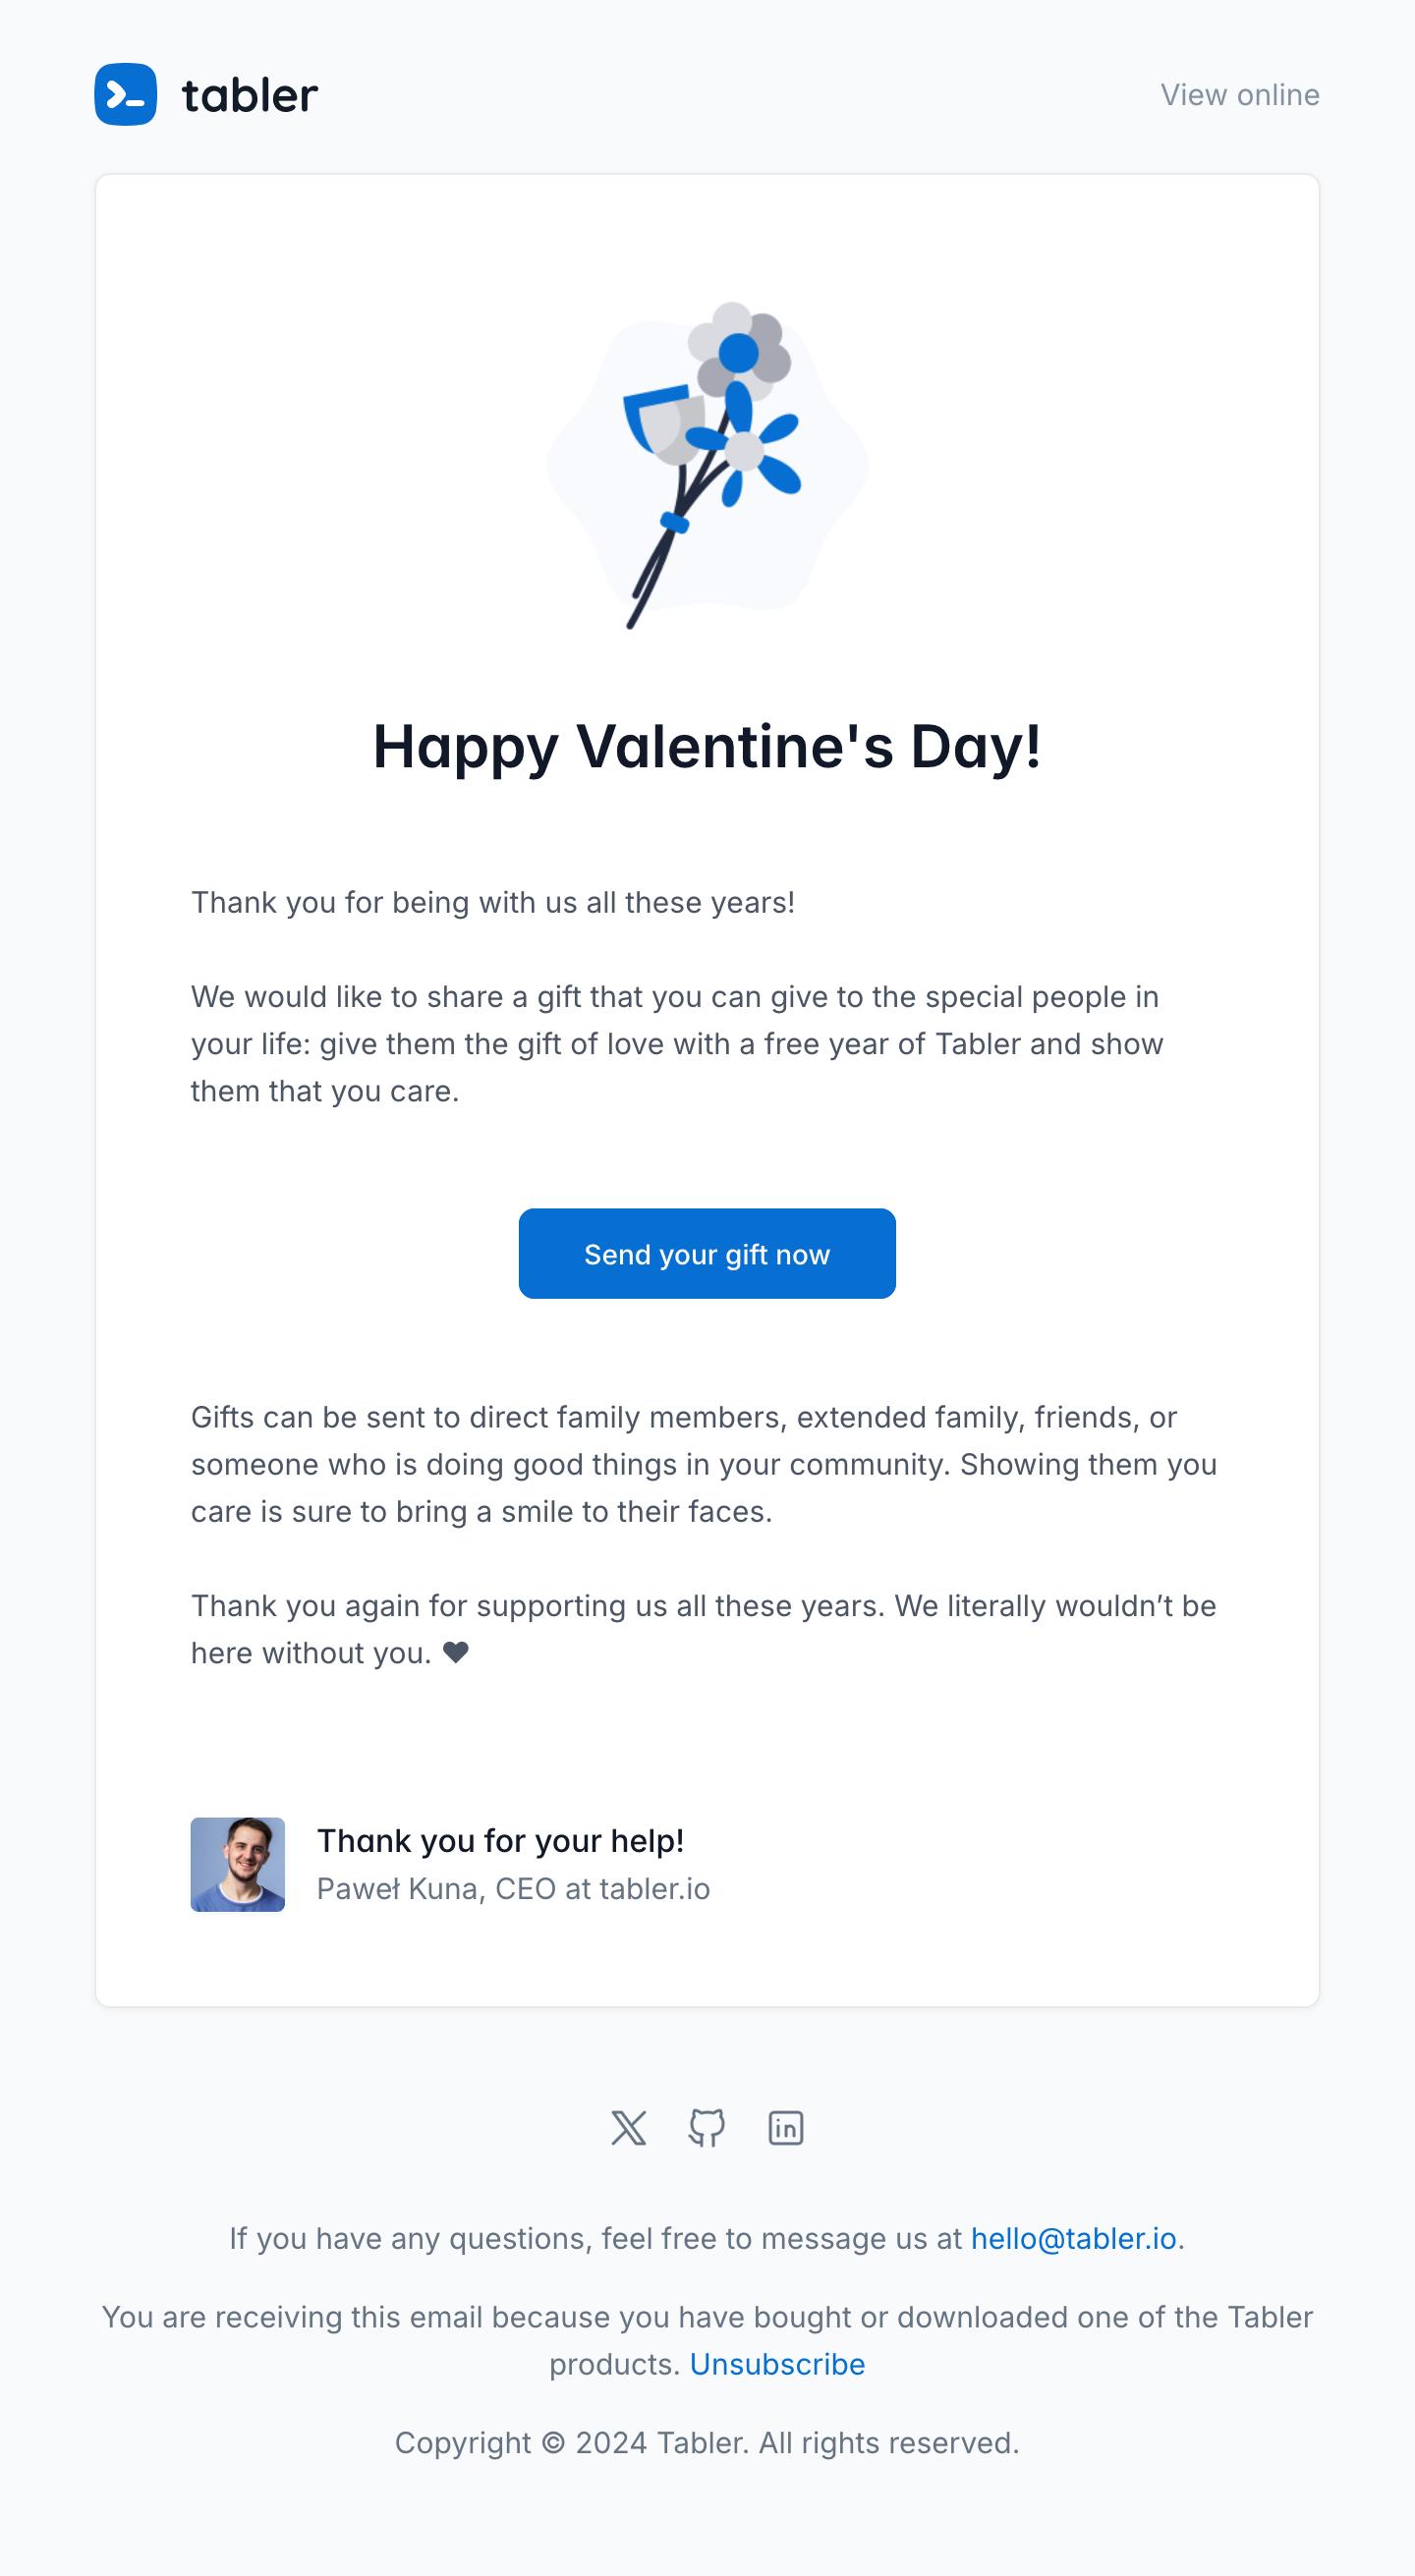 tabler
View online
Happy Valentine's Day!
Thank you for being with us all these years!
We would like to share a gift that you can give to the special people in
your life: give them the gift of love with a free year of Tabler and show
them that you care.
Send your gift now
Gifts can be sent to direct family members, extended family, friends, or
someone who is doing good things in your community. Showing them you
care is sure to bring a smile to their faces.
Thank you again for supporting us all these years. We literally wouldn’t be
here without you. ♥
Thank you for your help!
Paweł Kuna, CEO at tabler.io
in
If you have any questions, feel free to message us at hello@tabler.io.
You are receiving this email because you have bought or downloaded one of the Tabler
products. Unsubscribe
Copyright © 2024 Tabler. All rights reserved.